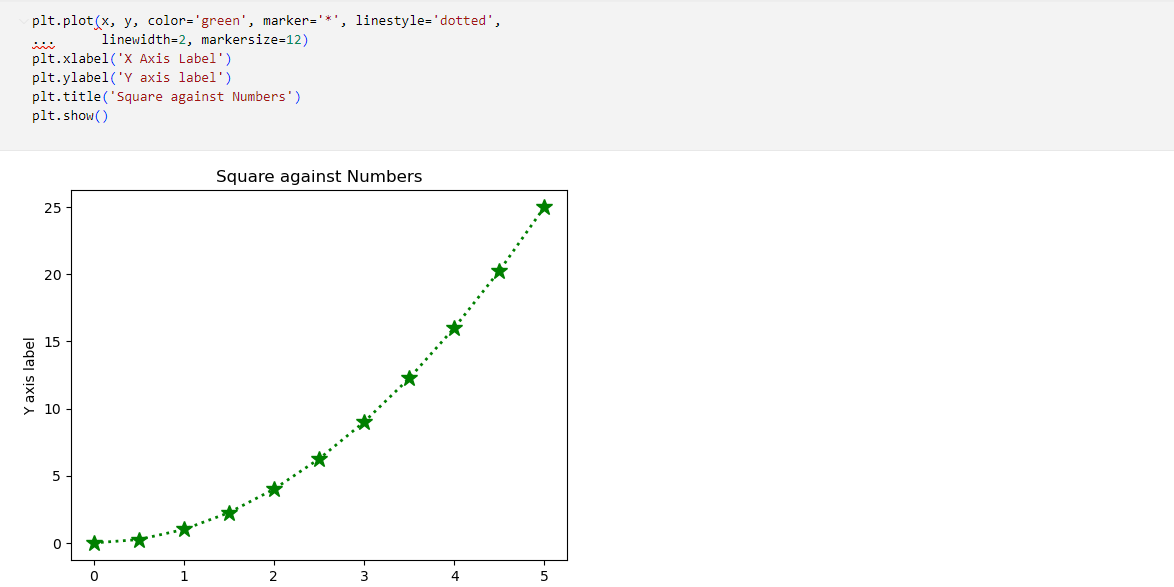 plt.plot(x, y, color='green', marker='*', linestyle='dotted',
...      linewidth=2, markersize=12)
plt.xlabel('X Axis Label')
plt.ylabel('Y axis label')
plt.title('Square against Numbers')
plt.show()
Square against Numbers
25
20
15
10
5
0
Y axis label
0 1 2 3 4 5